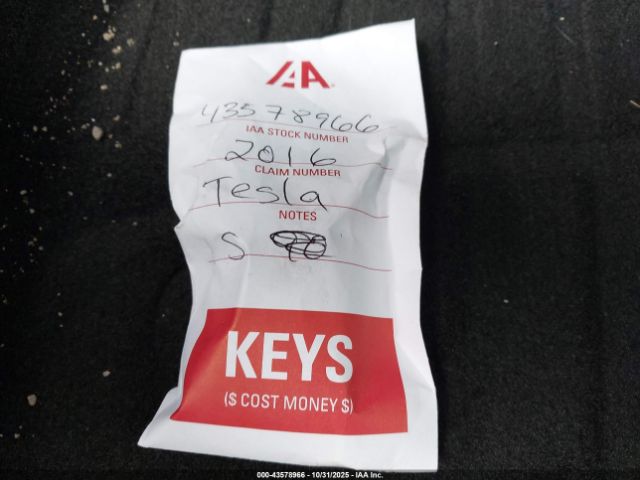 IAA
43578966
IAA STOCK NUMBER
2016
CLAIM NUMBER
Tesla
NOTES
S
KEYS
($ COST MONEY $)
000-43578966 - 10/31/2025 - IAA Inc.